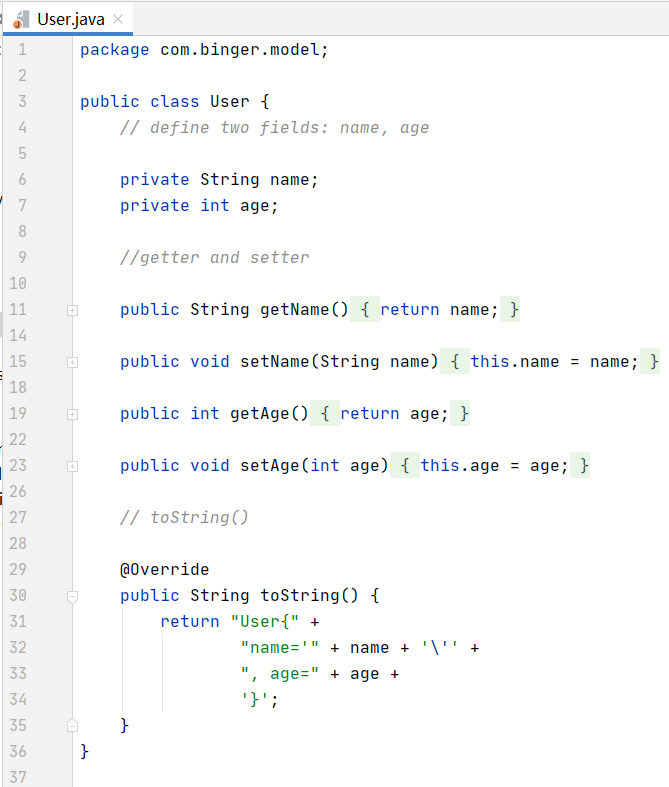 User.java
1 package com.binger.model;
2
3 public class User {
4 // define two fields: name, age
5
6 private String name;
7 private int age;
8
9 //getter and setter
10
11 public String getName() { return name; }
14
15 public void setName(String name) { this.name = name; }
18
19 public int getAge() { return age; }
22
23 public void setAge(int age) { this.age = age; }
26
27 // toString()
28
29 @Override
30 public String toString() {
31 return "User{" +
32 "name='" + name + '\'' +
33 ", age=" + age +
34 '}';
35 }
36 }
37